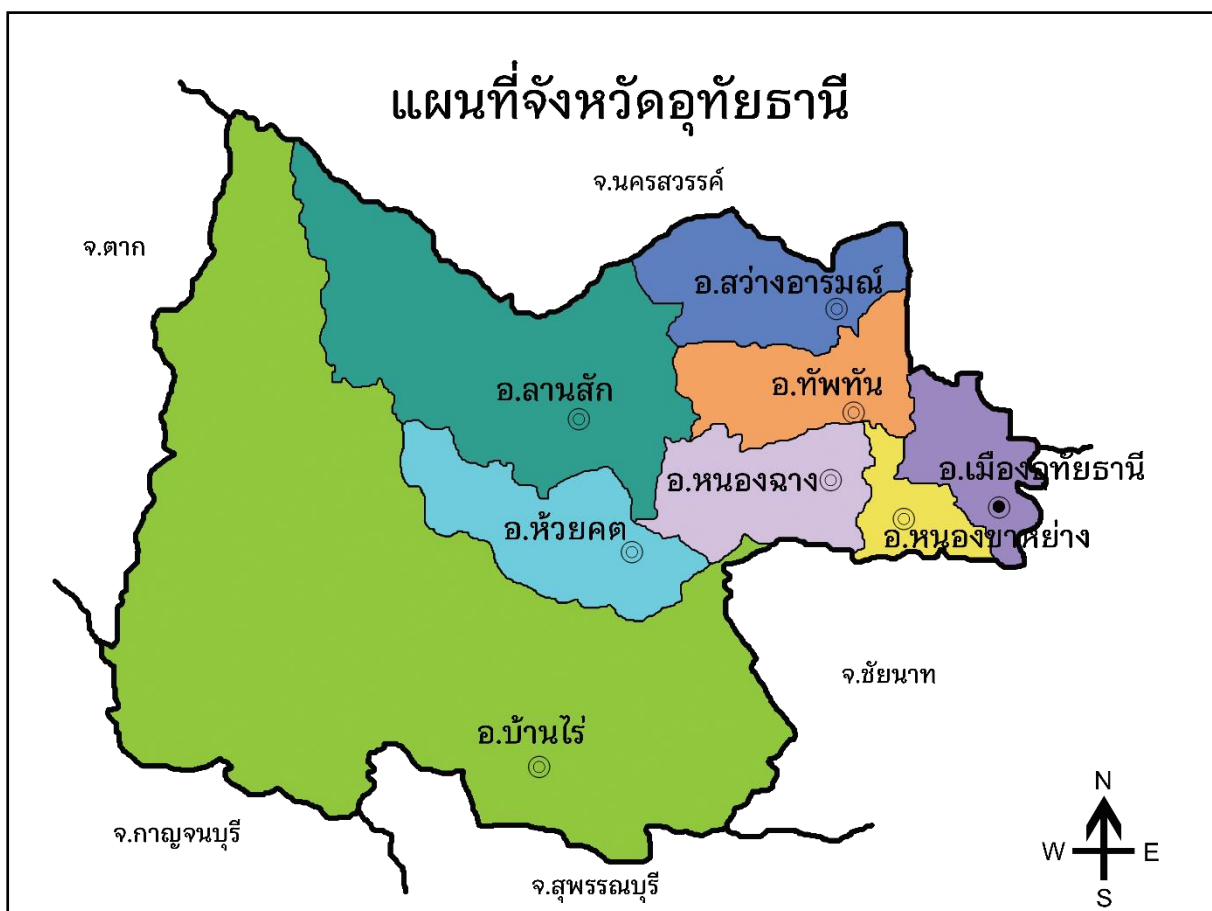 แผนที่จังหวัดอุทัยธานี
จ.นครสวรรค์
จ.ตาก
อ.สว่างอารมณ์
อ.ลานสัก
อ.ทัพทัน
อ.หนองฉาง
อ.เมืองอุทัยธานี
อ.ห้วยคต
อ.หนองขาหย่าง
จ.ชัยนาท
อ.บ้านไร่
จ.กาญจนบุรี
จ.สุพรรณบุรี
N
W E
S